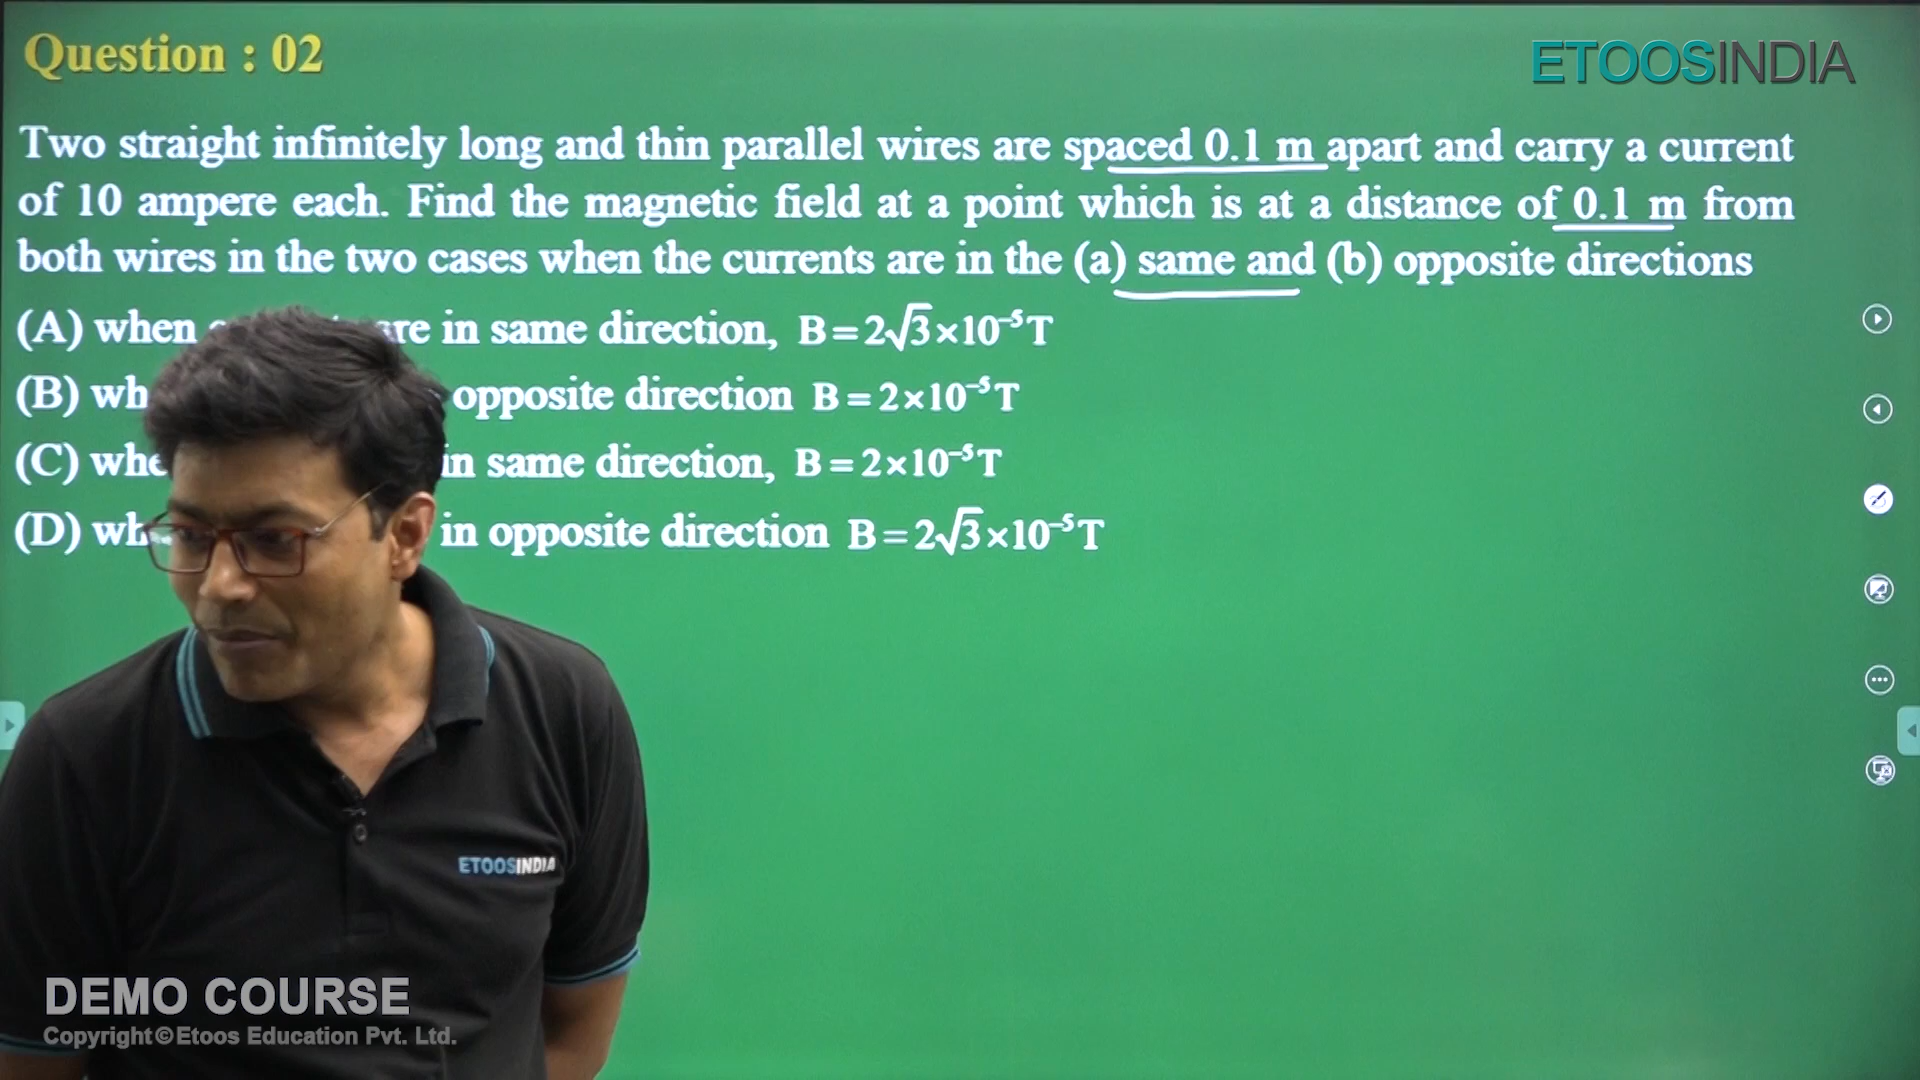 Question : 02
ETOOSINDIA
Two straight infinitely long and thin parallel wires are spaced 0.1 m apart and carry a current
of 10 ampere each. Find the magnetic field at a point which is at a distance of 0.1 m from
both wires in the two cases when the currents are in the (a) same and (b) opposite directions
(A) when are in same direction, B=2√3×10⁻⁵T
(B) opposite direction B=2×10⁻⁵T
(C) in same direction, B=2×10⁻⁵T
(D) in opposite direction B=2√3×10⁻⁵T
ETOOSINDIA
DEMO COURSE
Copyright©Etoos Education Pvt. Ltd.